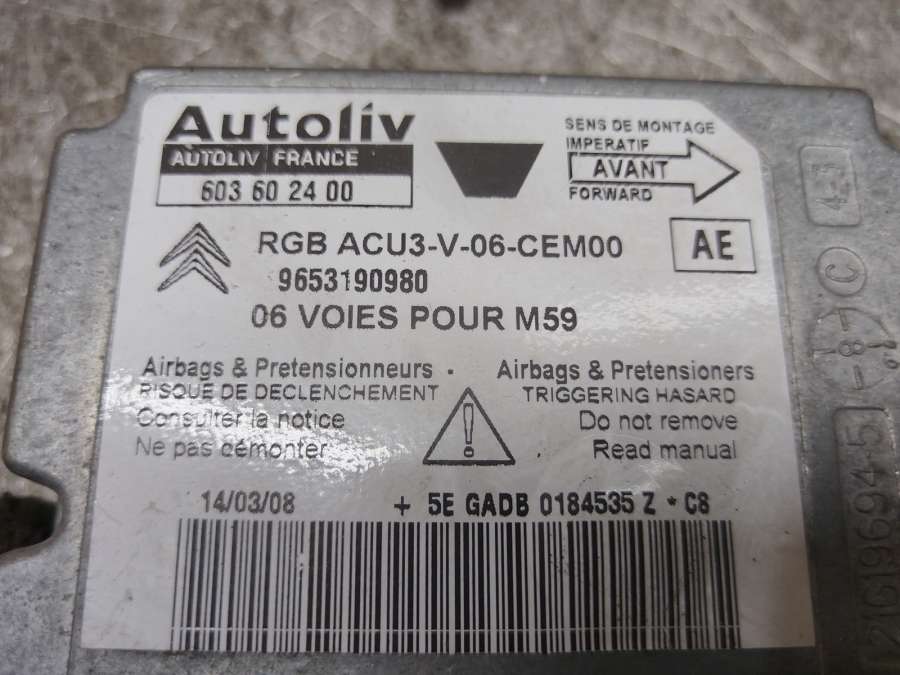 Autoliv
AUTOLIV FRANCE
603 60 24 00
SENS DE MONTAGE
IMPERATIF
AVANT
FORWARD
RGB ACU3-V-06-CEM00
AE
9653190980
06 VOIES POUR M59
Airbags & Pretensionneurs •
RISQUE DE DECLENCHEMENT
Consulter la notice
Ne pas démonter
Airbags & Pretensioners
TRIGGERING HASARD
Do not remove
Read manual
!
14/03/08 + 5E GADB 0184535 Z * C8